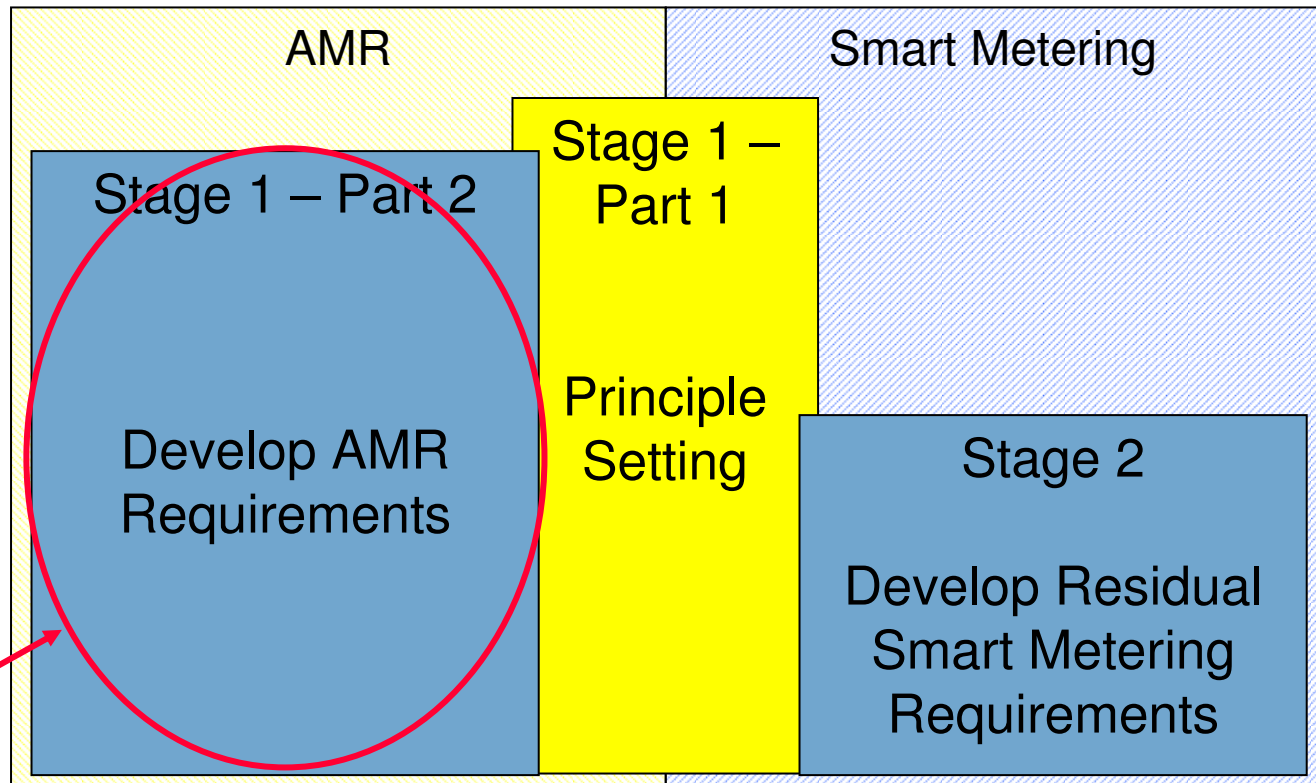 AMR
Smart Metering
Stage 1 – Part 2
Develop AMR
Requirements
Stage 1 –
Part 1
Principle
Setting
Stage 2
Develop Residual
Smart Metering
Requirements